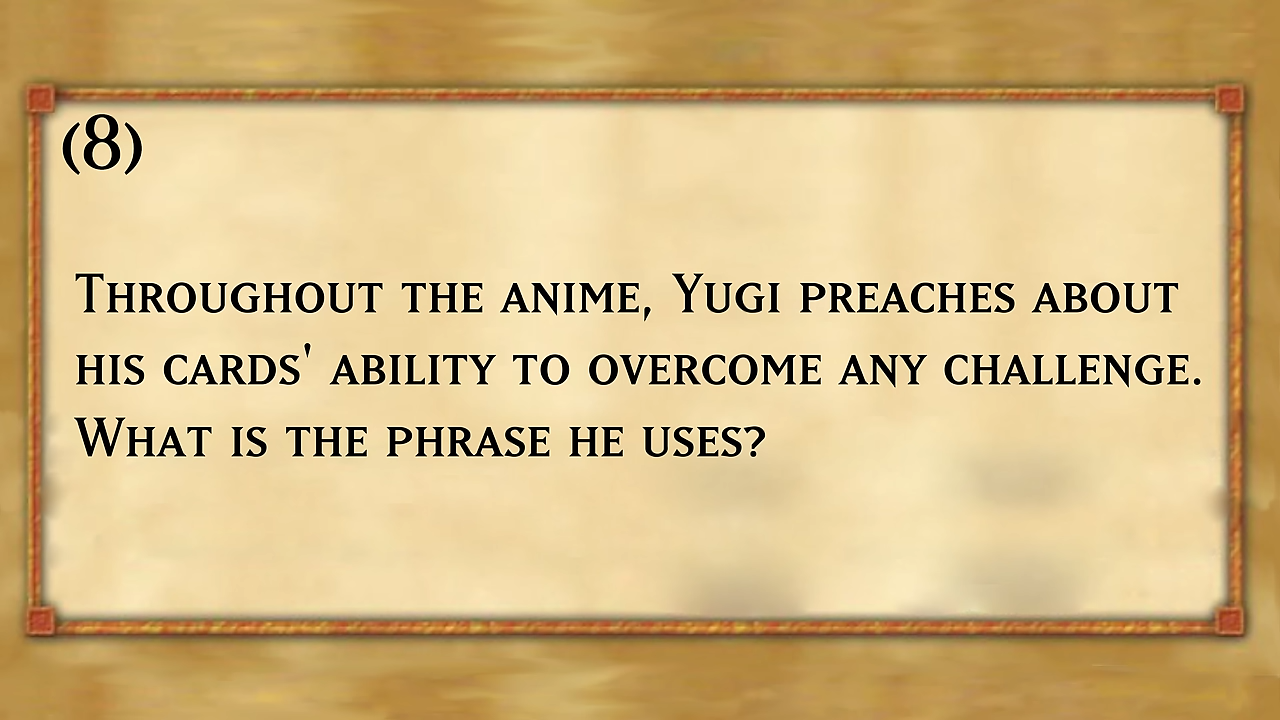 (8)
Throughout the anime, Yugi preaches about
his cards' ability to overcome any challenge.
What is the phrase he uses?